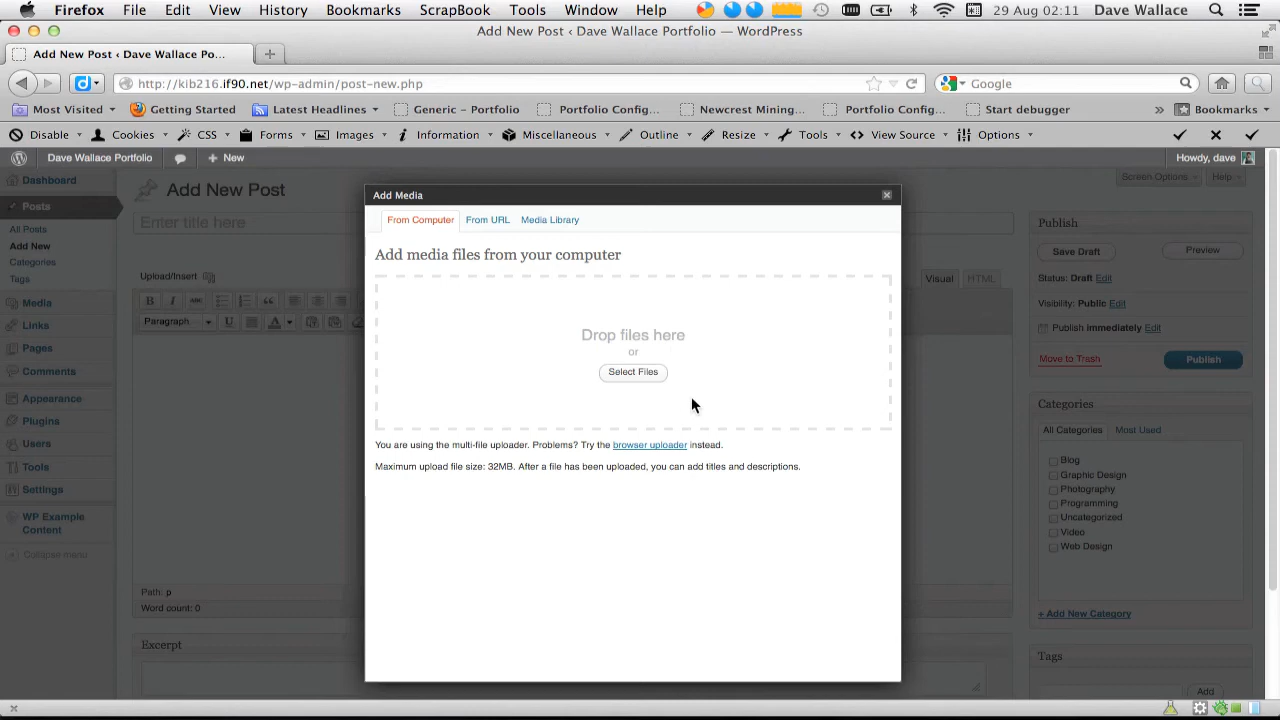 Firefox File Edit View History Bookmarks ScrapBook Tools Window Help 29 Aug 02:11 Dave Wallace
Add New Post ‹ Dave Wallace Portfolio — WordPress
Add New Post ‹ Dave Wallace Po...
http://kib216.if90.net/wp-admin/post-new.php Google
Most Visited Getting Started Latest Headlines Generic – Portfolio Portfolio Config... Newcrest Mining... Portfolio Config... Start debugger » Bookmarks
Disable Cookies CSS Forms Images Information Miscellaneous Outline Resize Tools View Source Options
Dave Wallace Portfolio + New Howdy, dave
Dashboard
Posts
All Posts
Add New
Categories
Tags
Media
Links
Pages
Comments
Appearance
Plugins
Users
Tools
Settings
WP Example
Content
Collapse menu
Add New Post
Screen Options Help
Enter title here
Upload/Insert
Visual HTML
B I ABC
Paragraph U A
Path: p
Word count: 0
Excerpt
Add Media
From Computer From URL Media Library
Add media files from your computer
Drop files here
or
Select Files
You are using the multi-file uploader. Problems? Try the browser uploader instead.
Maximum upload file size: 32MB. After a file has been uploaded, you can add titles and descriptions.
Publish
Save Draft Preview
Status: Draft Edit
Visibility: Public Edit
Publish immediately Edit
Move to Trash Publish
Categories
All Categories Most Used
Blog
Graphic Design
Photography
Programming
Uncategorized
Video
Web Design
+ Add New Category
Tags
Add